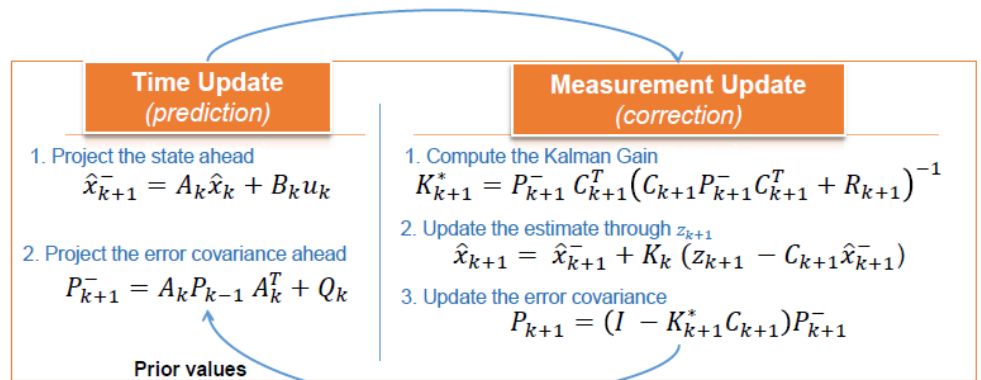 Time Update
(prediction)
1. Project the state ahead
x̂⁻ₖ₊₁ = Aₖx̂ₖ + Bₖuₖ
2. Project the error covariance ahead
P⁻ₖ₊₁ = AₖPₖ₋₁ Aₖᵀ + Qₖ
Prior values
Measurement Update
(correction)
1. Compute the Kalman Gain
K*ₖ₊₁ = P⁻ₖ₊₁ Cᵀₖ₊₁(Cₖ₊₁P⁻ₖ₊₁Cᵀₖ₊₁ + Rₖ₊₁)⁻¹
2. Update the estimate through zₖ₊₁
x̂ₖ₊₁ = x̂⁻ₖ₊₁ + Kₖ (zₖ₊₁ − Cₖ₊₁x̂⁻ₖ₊₁)
3. Update the error covariance
Pₖ₊₁ = (I − K*ₖ₊₁Cₖ₊₁)P⁻ₖ₊₁